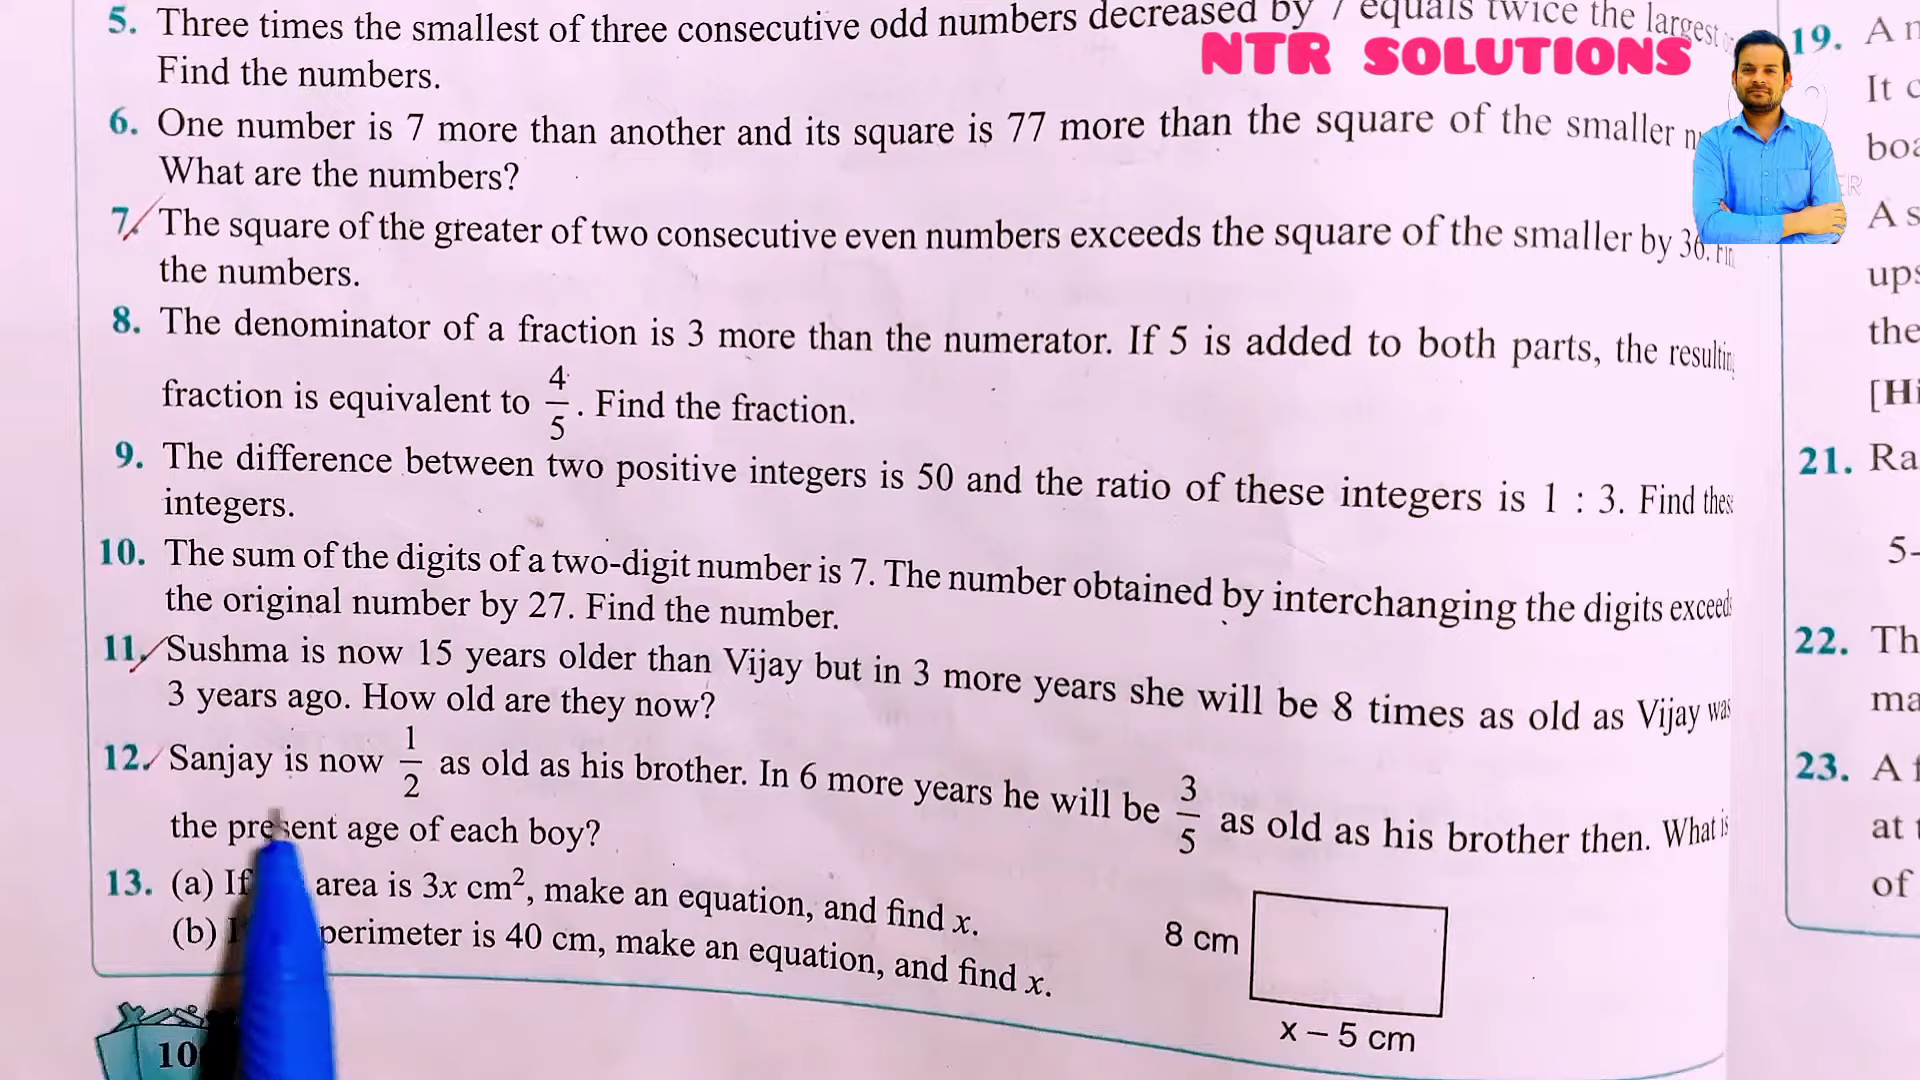 5. Three times the smallest of three consecutive odd numbers decreased by 7 equals twice the largest
Find the numbers.
NTR SOLUTIONS
6. One number is 7 more than another and its square is 77 more than the square of the smaller
What are the numbers?
7. The square of the greater of two consecutive even numbers exceeds the square of the smaller by 36. Fin
the numbers.
8. The denominator of a fraction is 3 more than the numerator. If 5 is added to both parts, the resultin
fraction is equivalent to 4/5. Find the fraction.
9. The difference between two positive integers is 50 and the ratio of these integers is 1 : 3. Find these
integers.
10. The sum of the digits of a two-digit number is 7. The number obtained by interchanging the digits exceeds
the original number by 27. Find the number.
11. Sushma is now 15 years older than Vijay but in 3 more years she will be 8 times as old as Vijay was
3 years ago. How old are they now?
12. Sanjay is now 1/2 as old as his brother. In 6 more years he will be 3/5 as old as his brother then. What is
the present age of each boy?
13. (a) If area is 3x cm², make an equation, and find x.
(b) perimeter is 40 cm, make an equation, and find x.
8 cm
x – 5 cm
10
19. A
It
boa
A s
ups
the
[Hi
21. Ra
5-
22. Th
ma
23. A
at
of